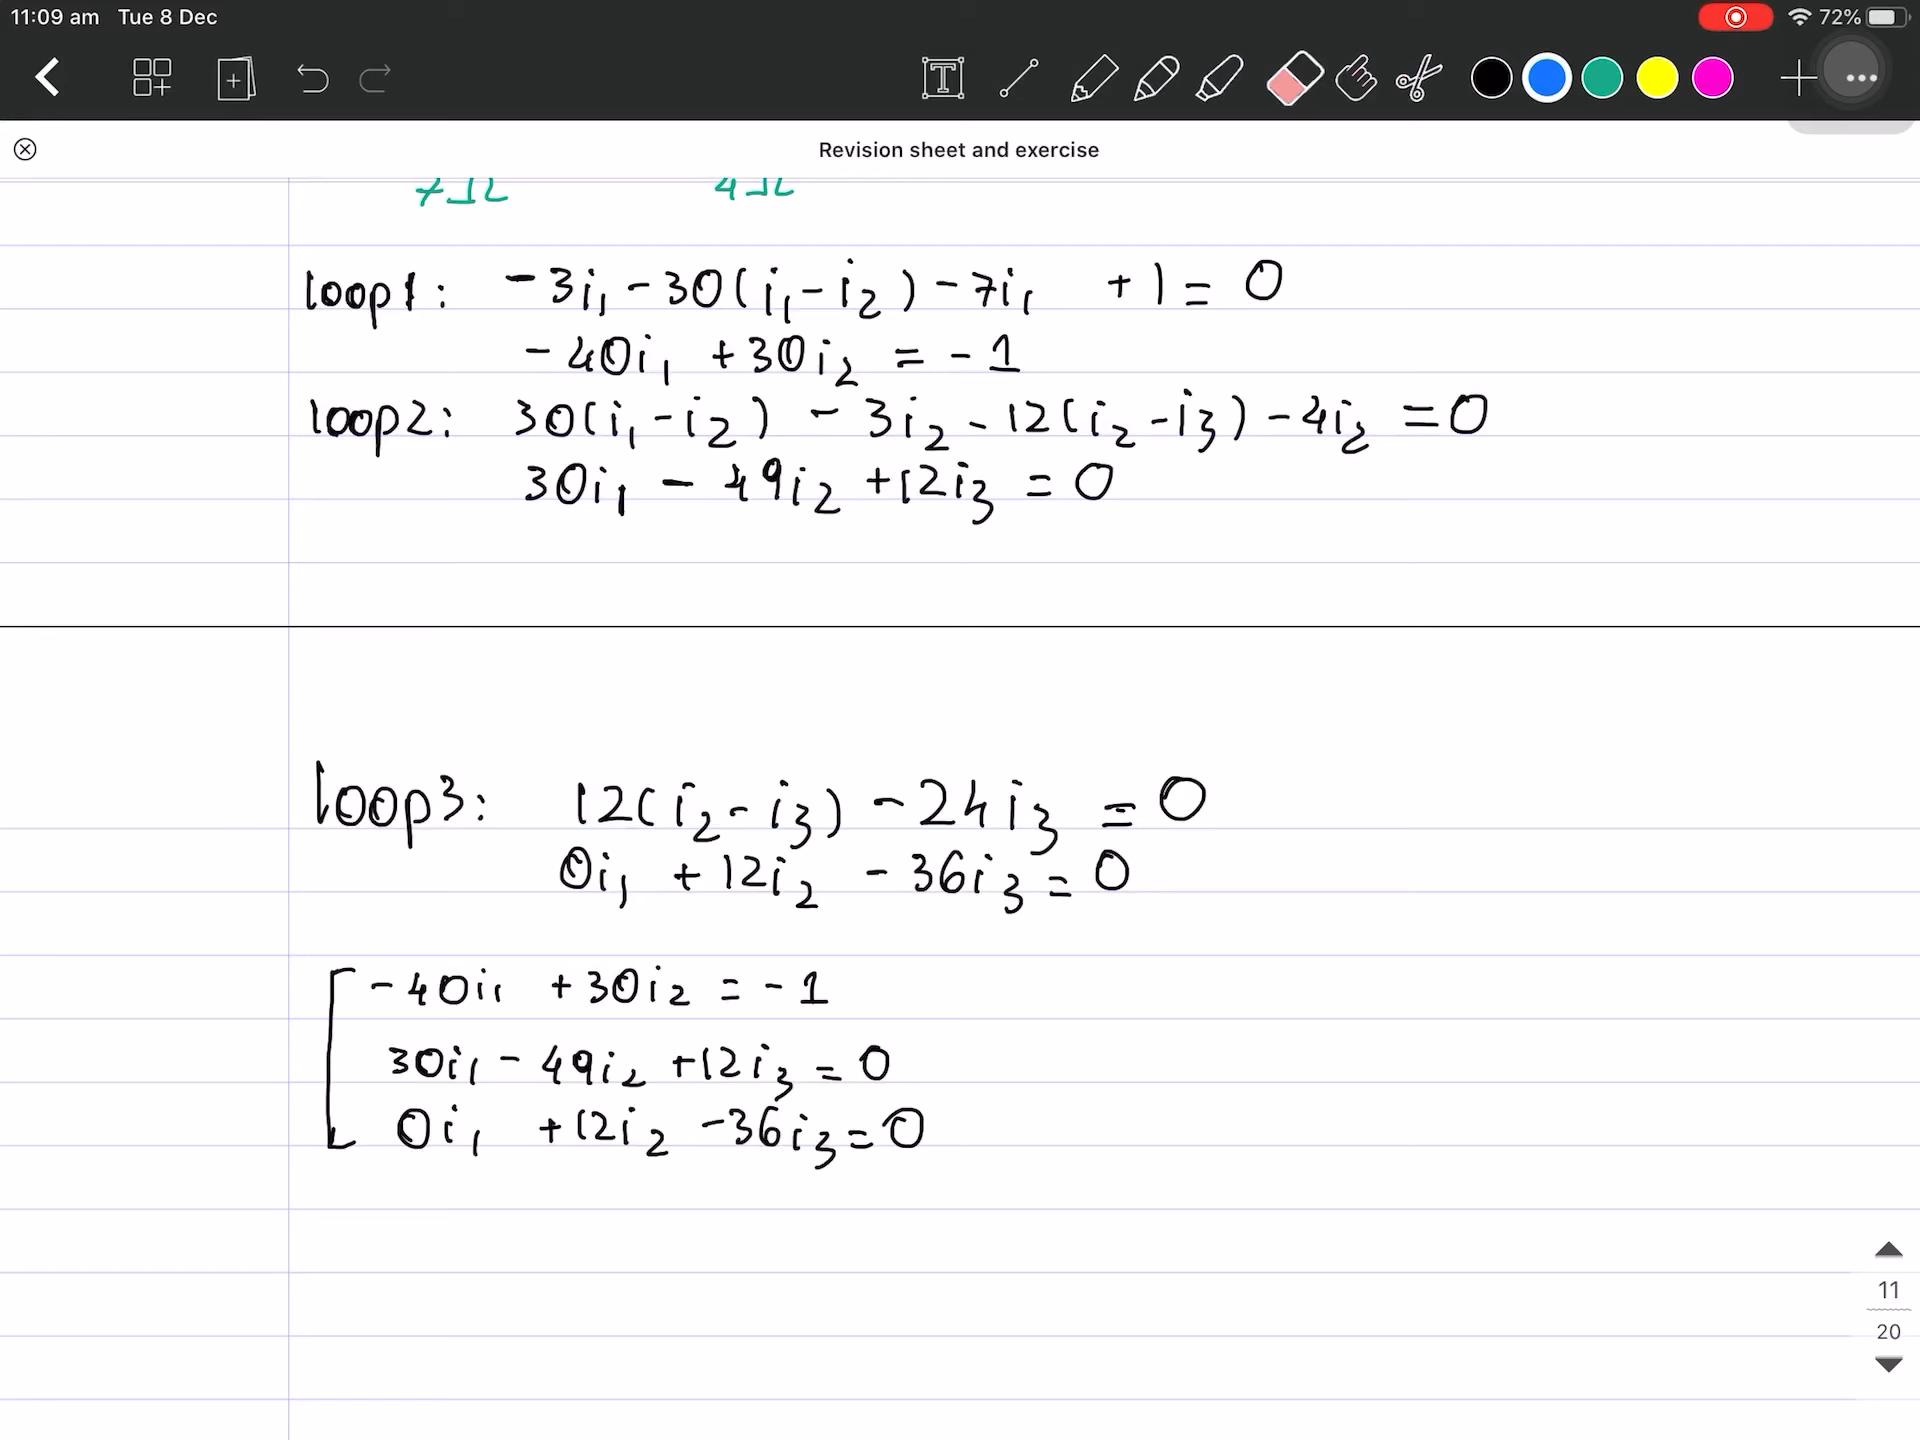 11:09 am Tue 8 Dec 72%
T
Revision sheet and exercise
7Ω 4Ω
loop1: -3i₁ - 30(i₁ - i₂) - 7i₁ + 1 = 0
-40i₁ + 30i₂ = -1
loop2: 30(i₁ - i₂) - 3i₂ - 12(i₂ - i₃) - 4i₂ = 0
30i₁ - 49i₂ + 12i₃ = 0
loop3: 12(i₂ - i₃) - 24i₃ = 0
0i₁ + 12i₂ - 36i₃ = 0
-40i₁ + 30i₂ = -1
30i₁ - 49i₂ + 12i₃ = 0
0i₁ + 12i₂ - 36i₃ = 0
11
20